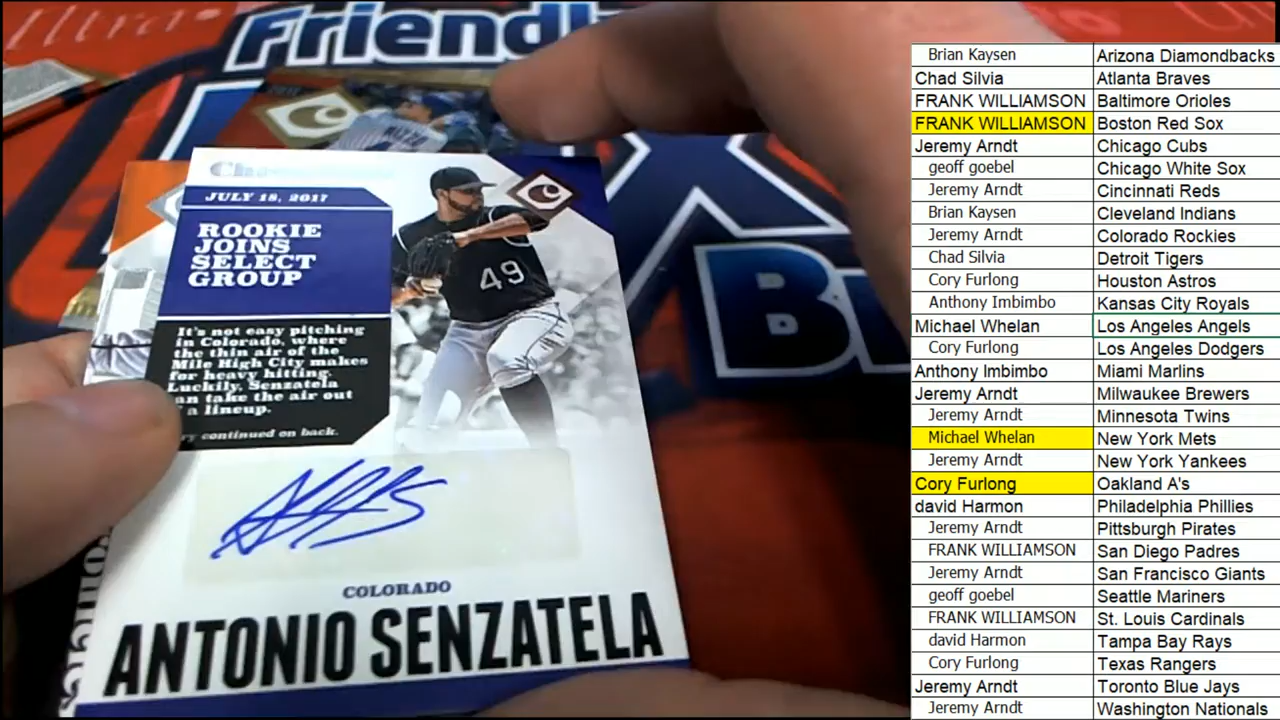 Friendl
B
Chronicles
JULY 18, 2017
ROOKIE
JOINS
SELECT
GROUP
It's not easy pitching
in Colorado, where
the thin air of the
Mile High City makes
for heavy hitting.
Luckily, Senzatela
an take the air out
a lineup.
ry continued on back.
49
COLORADO
ANTONIO SENZATELA
Brian Kaysen Arizona Diamondbacks
Chad Silvia Atlanta Braves
FRANK WILLIAMSON Baltimore Orioles
FRANK WILLIAMSON Boston Red Sox
Jeremy Arndt Chicago Cubs
geoff goebel Chicago White Sox
Jeremy Arndt Cincinnati Reds
Brian Kaysen Cleveland Indians
Jeremy Arndt Colorado Rockies
Chad Silvia Detroit Tigers
Cory Furlong Houston Astros
Anthony Imbimbo Kansas City Royals
Michael Whelan Los Angeles Angels
Cory Furlong Los Angeles Dodgers
Anthony Imbimbo Miami Marlins
Jeremy Arndt Milwaukee Brewers
Jeremy Arndt Minnesota Twins
Michael Whelan New York Mets
Jeremy Arndt New York Yankees
Cory Furlong Oakland A's
david Harmon Philadelphia Phillies
Jeremy Arndt Pittsburgh Pirates
FRANK WILLIAMSON San Diego Padres
Jeremy Arndt San Francisco Giants
geoff goebel Seattle Mariners
FRANK WILLIAMSON St. Louis Cardinals
david Harmon Tampa Bay Rays
Cory Furlong Texas Rangers
Jeremy Arndt Toronto Blue Jays
Jeremy Arndt Washington Nationals